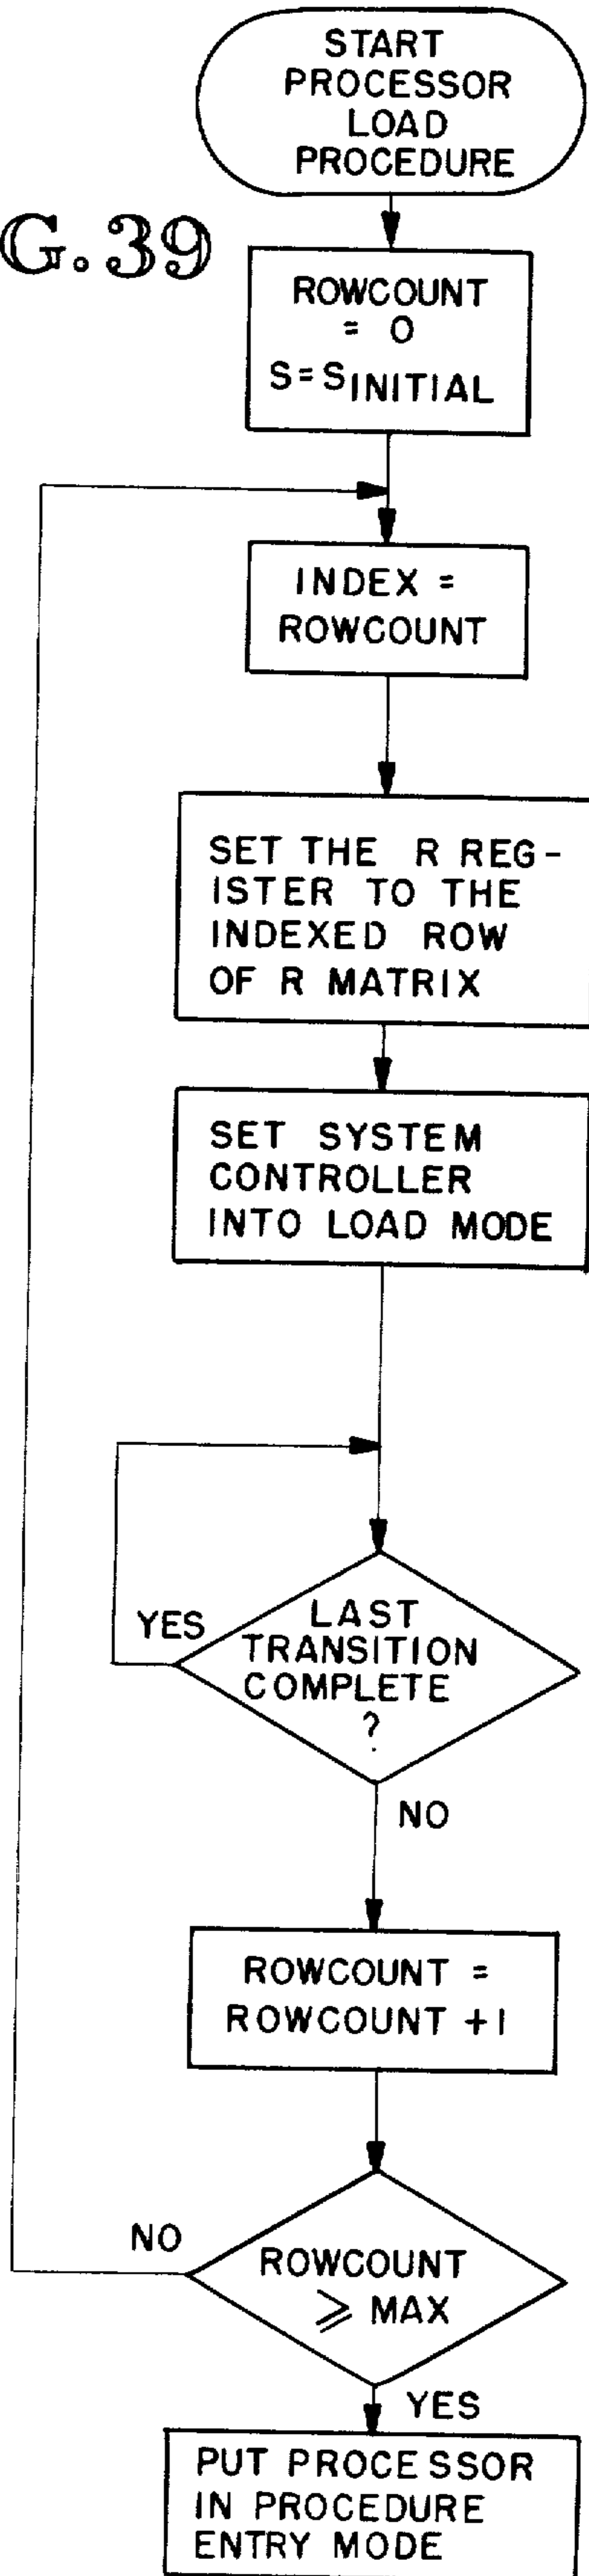 START
PROCESSOR
LOAD
PROCEDURE
G. 39
ROWCOUNT
= 0
S=SINITIAL
INDEX =
ROWCOUNT
SET THE R REG-
ISTER TO THE
INDEXED ROW
OF R MATRIX
SET SYSTEM
CONTROLLER
INTO LOAD MODE
YES
LAST
TRANSITION
COMPLETE
?
NO
ROWCOUNT =
ROWCOUNT +1
NO
ROWCOUNT
⩾ MAX
YES
PUT PROCESSOR
IN PROCEDURE
ENTRY MODE